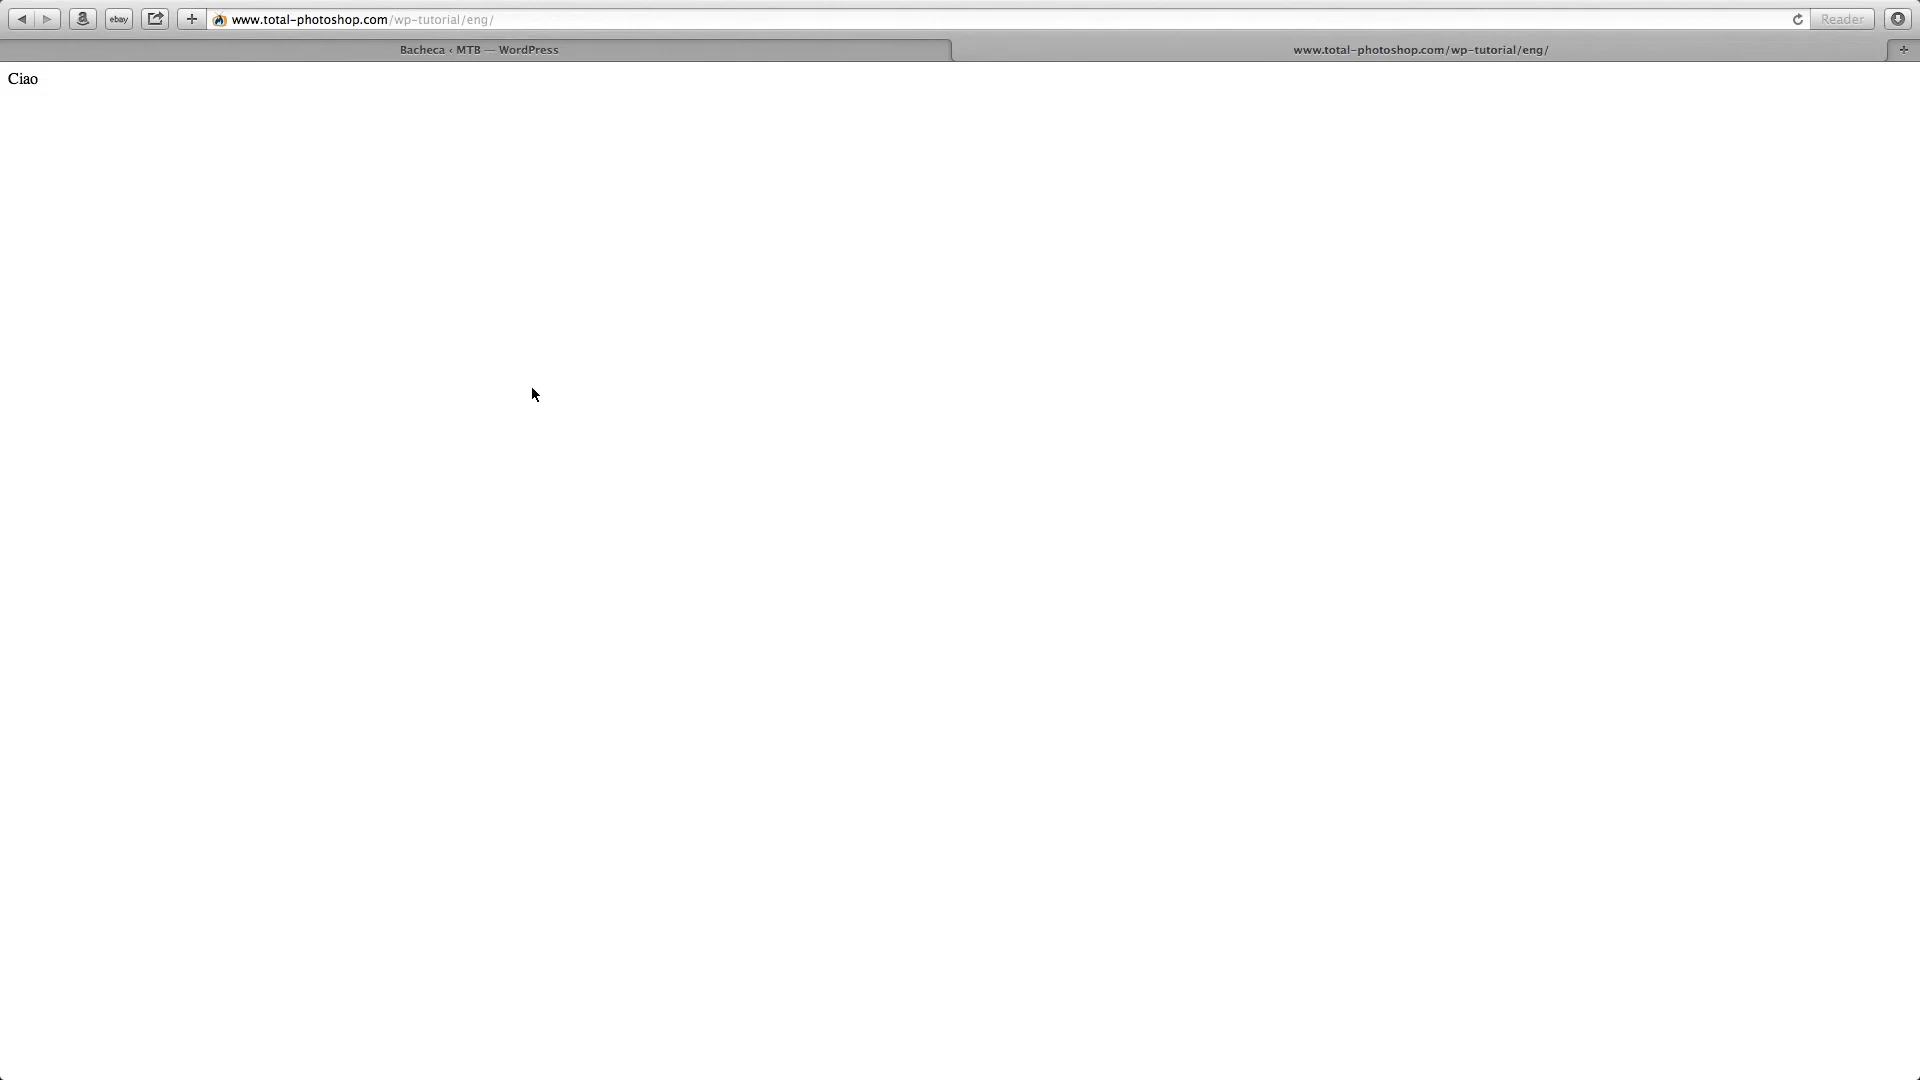 ebay
www.total-photoshop.com/wp-tutorial/eng/
Reader
Bacheca ‹ MTB — WordPress
www.total-photoshop.com/wp-tutorial/eng/
Ciao